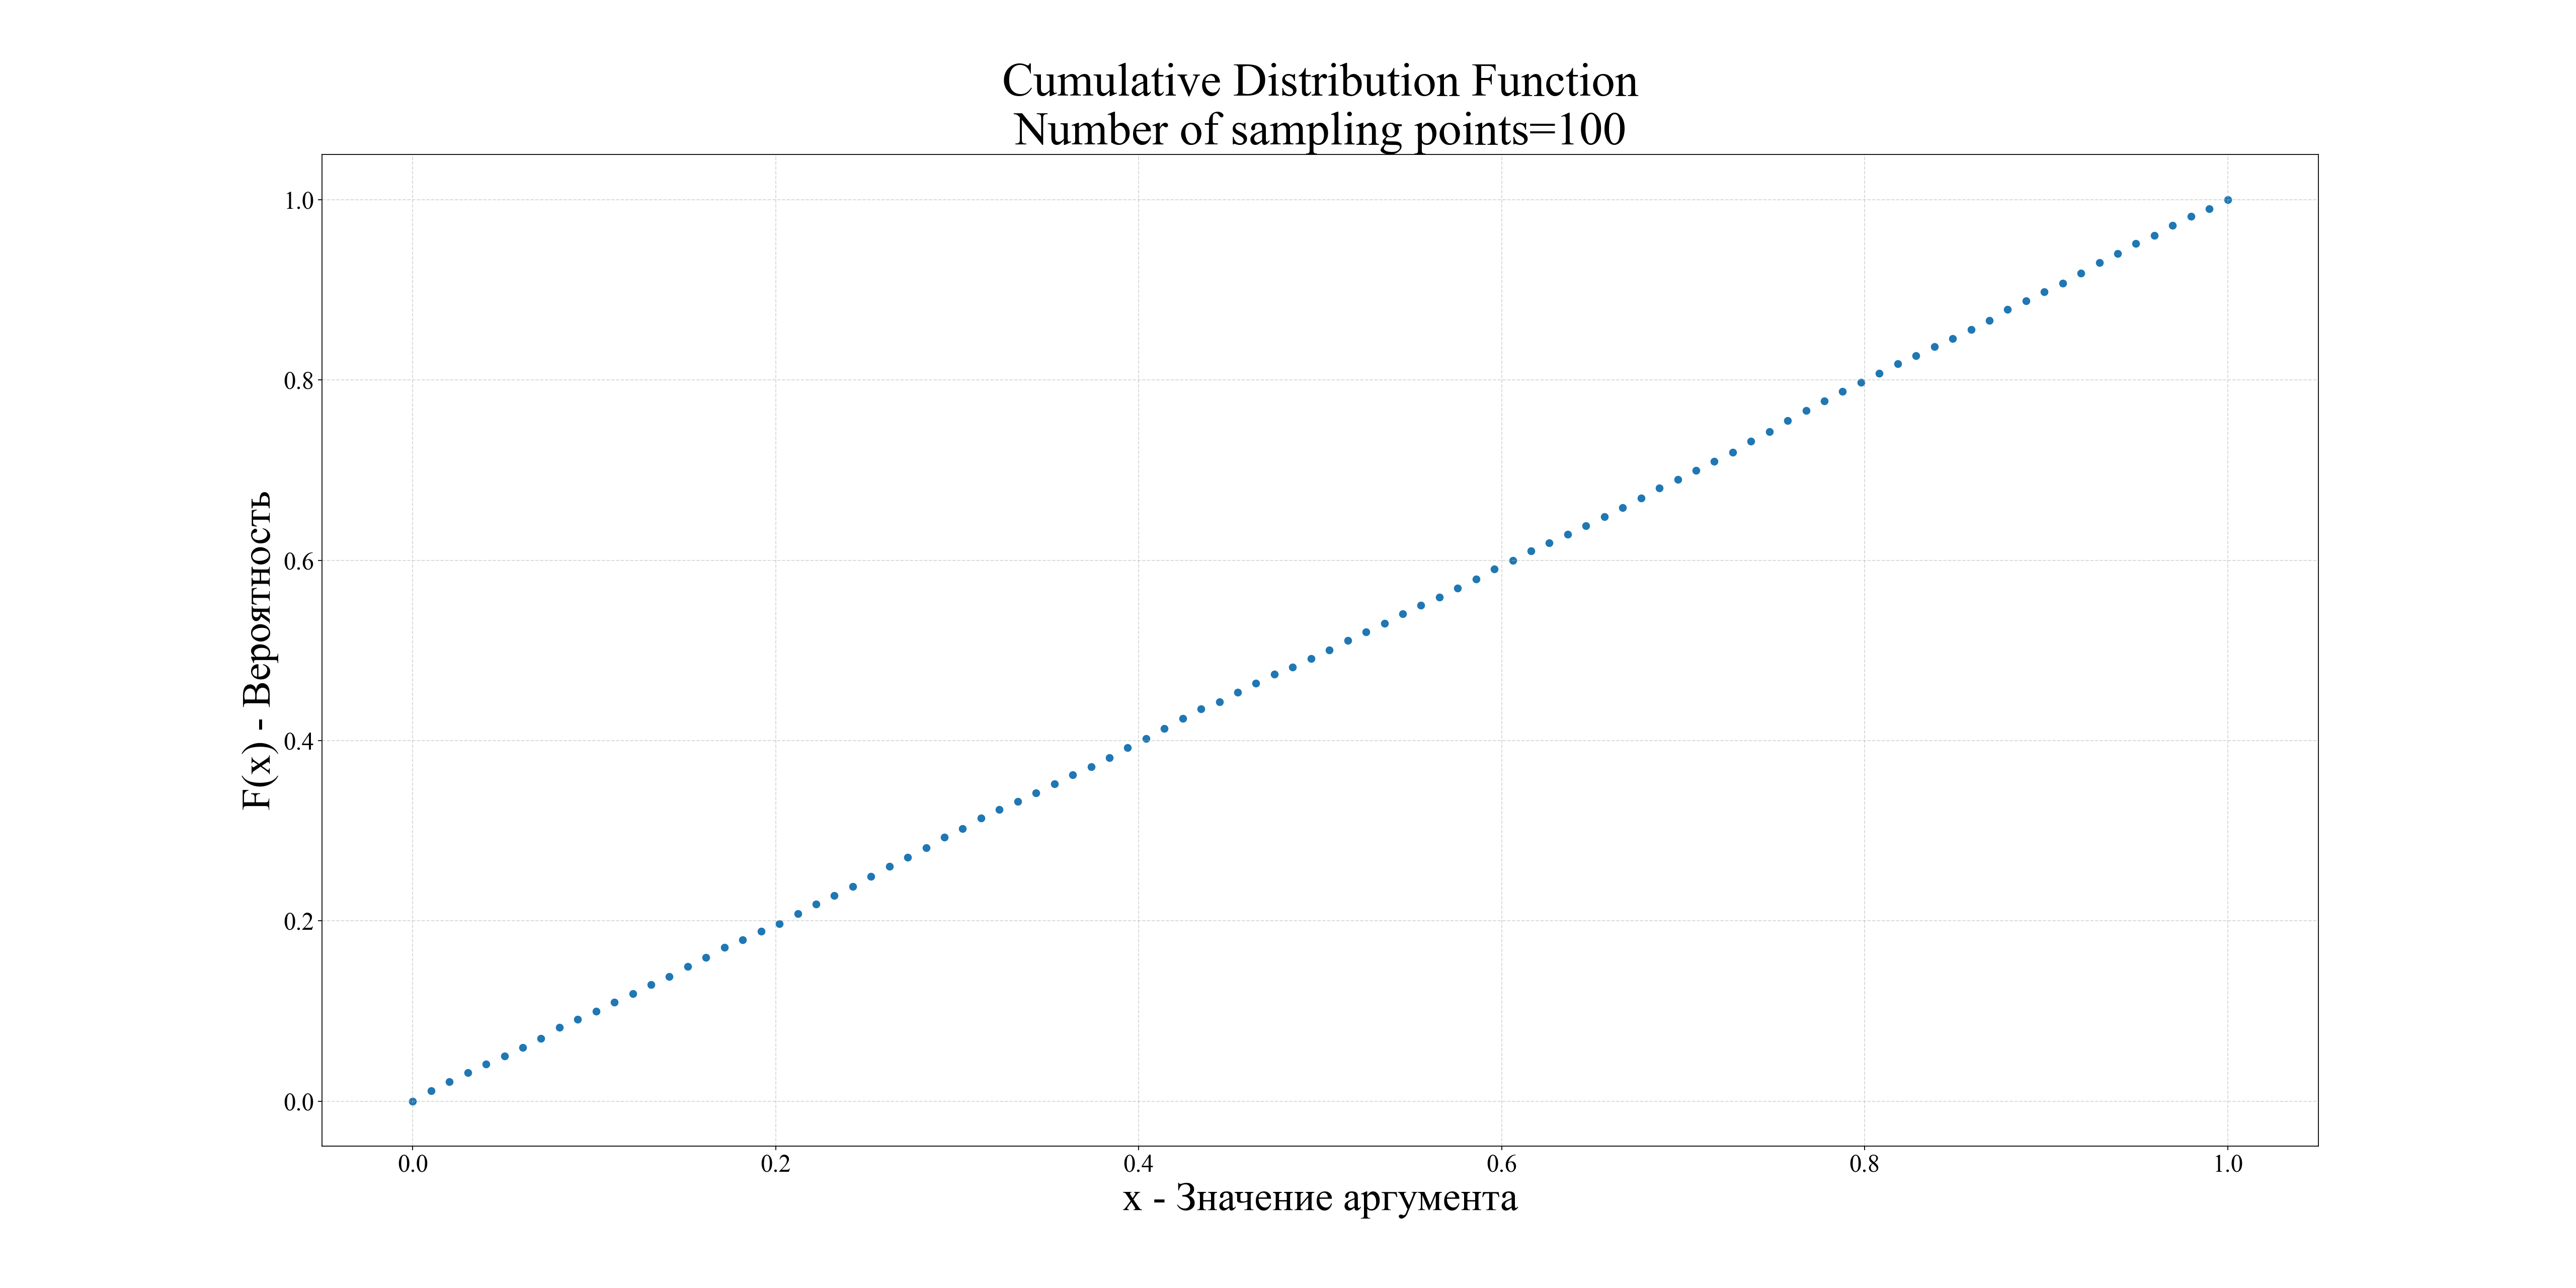 Cumulative Distribution Function
Number of sampling points=100
1.0
0.8
0.6
0.4
0.2
0.0
F(x) - Вероятность
0.0 0.2 0.4 0.6 0.8 1.0
x - Значение аргумента